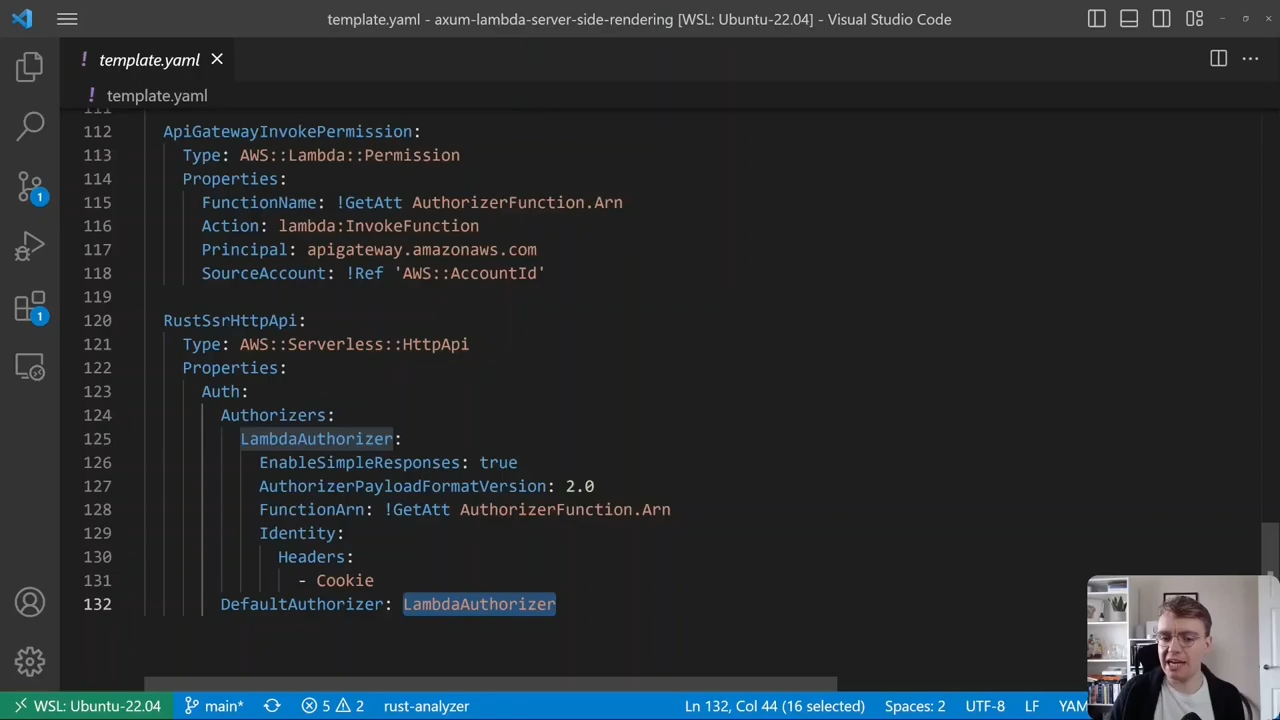 template.yaml - axum-lambda-server-side-rendering [WSL: Ubuntu-22.04] - Visual Studio Code
! template.yaml
! template.yaml
111
112 ApiGatewayInvokePermission:
113 Type: AWS::Lambda::Permission
114 Properties:
115 FunctionName: !GetAtt AuthorizerFunction.Arn
116 Action: lambda:InvokeFunction
117 Principal: apigateway.amazonaws.com
118 SourceAccount: !Ref 'AWS::AccountId'
119
120 RustSsrHttpApi:
121 Type: AWS::Serverless::HttpApi
122 Properties:
123 Auth:
124 Authorizers:
125 LambdaAuthorizer:
126 EnableSimpleResponses: true
127 AuthorizerPayloadFormatVersion: 2.0
128 FunctionArn: !GetAtt AuthorizerFunction.Arn
129 Identity:
130 Headers:
131 - Cookie
132 DefaultAuthorizer: LambdaAuthorizer
1
1
WSL: Ubuntu-22.04 main* 5 2 rust-analyzer Ln 132, Col 44 (16 selected) Spaces: 2 UTF-8 LF YAM